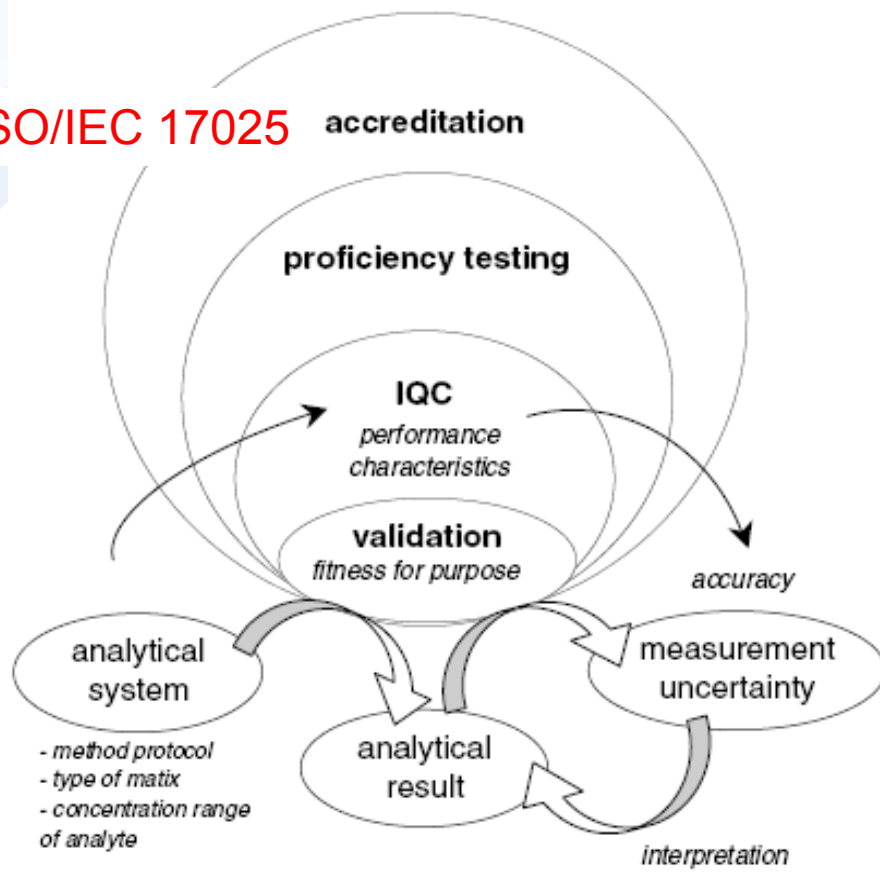 SO/IEC 17025
accreditation
proficiency testing
IQC
performance
characteristics
validation
fitness for purpose
accuracy
analytical
system
measurement
uncertainty
- method protocol
- type of matix
- concentration range
of analyte
analytical
result
interpretation